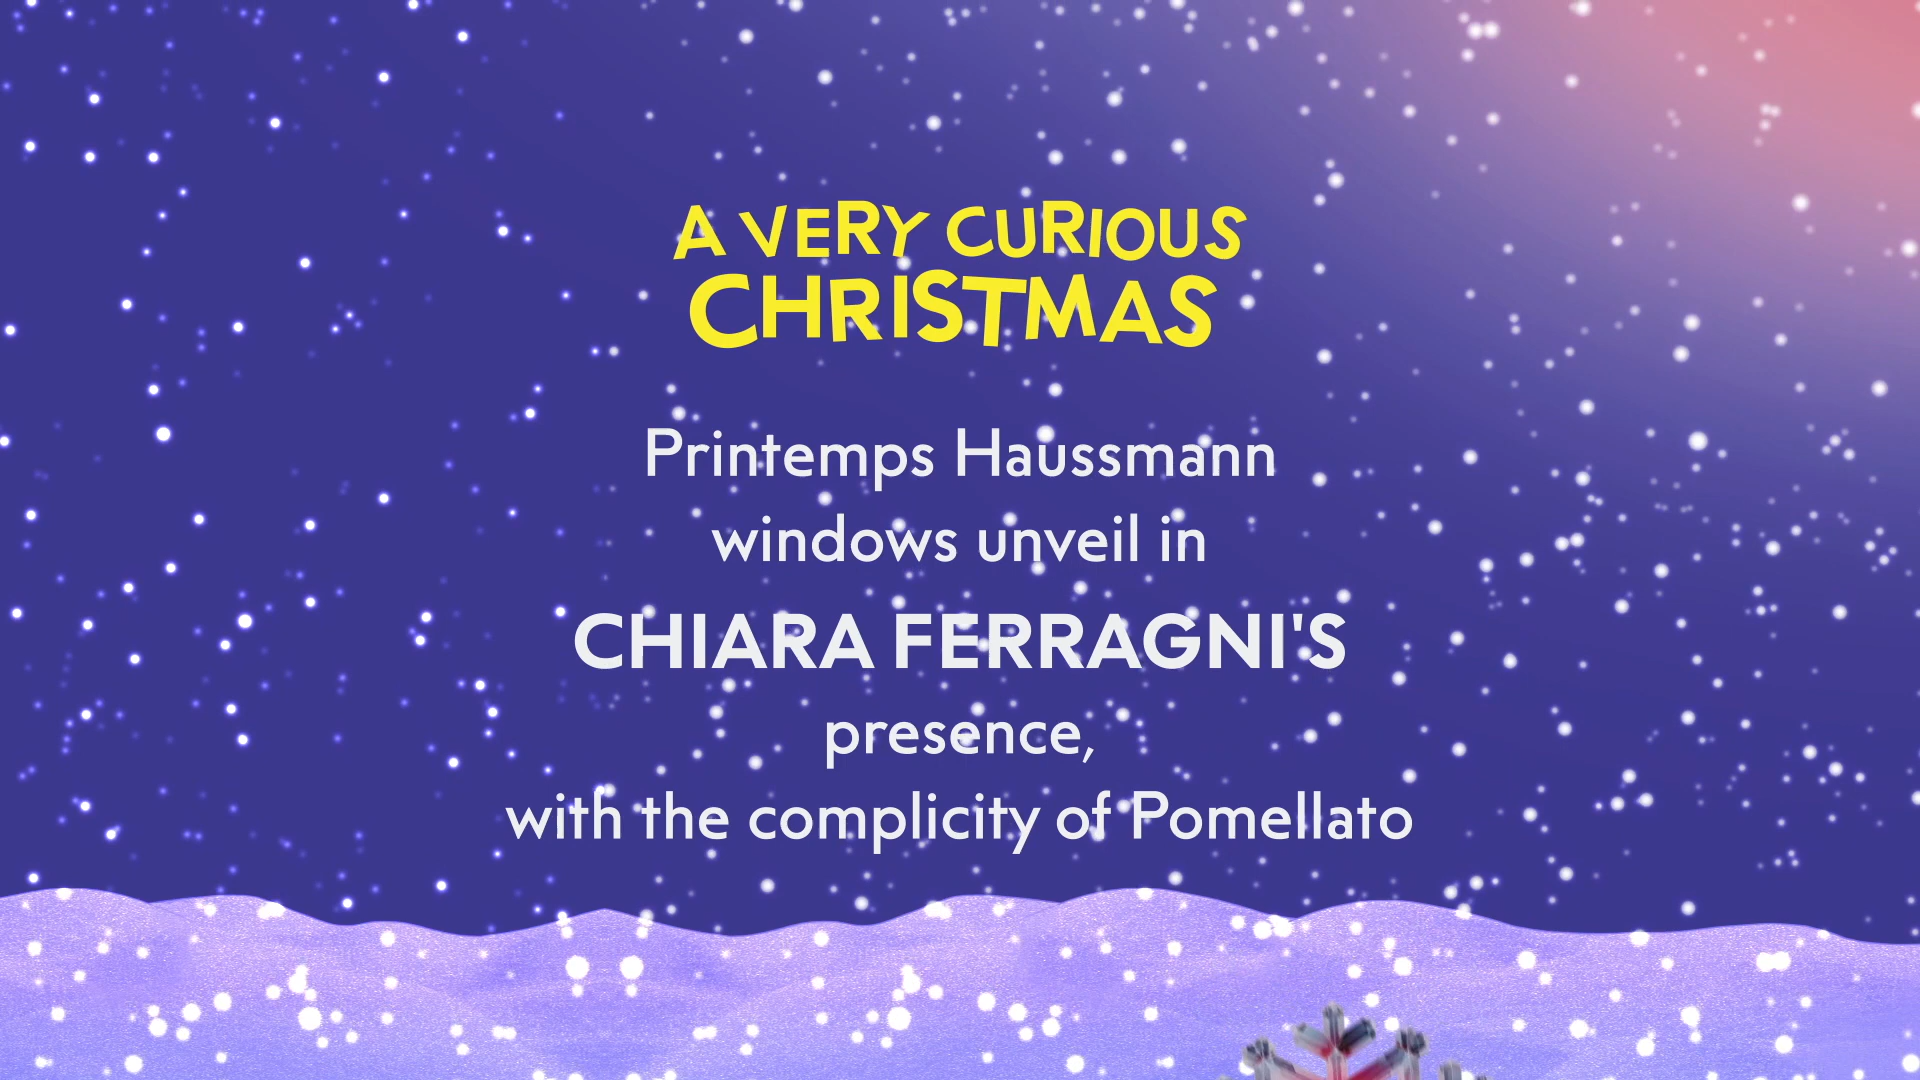 A VERY CURIOUS
CHRISTMAS
Printemps Haussmann
windows unveil in
CHIARA FERRAGNI'S
presence,
with the complicity of Pomellato